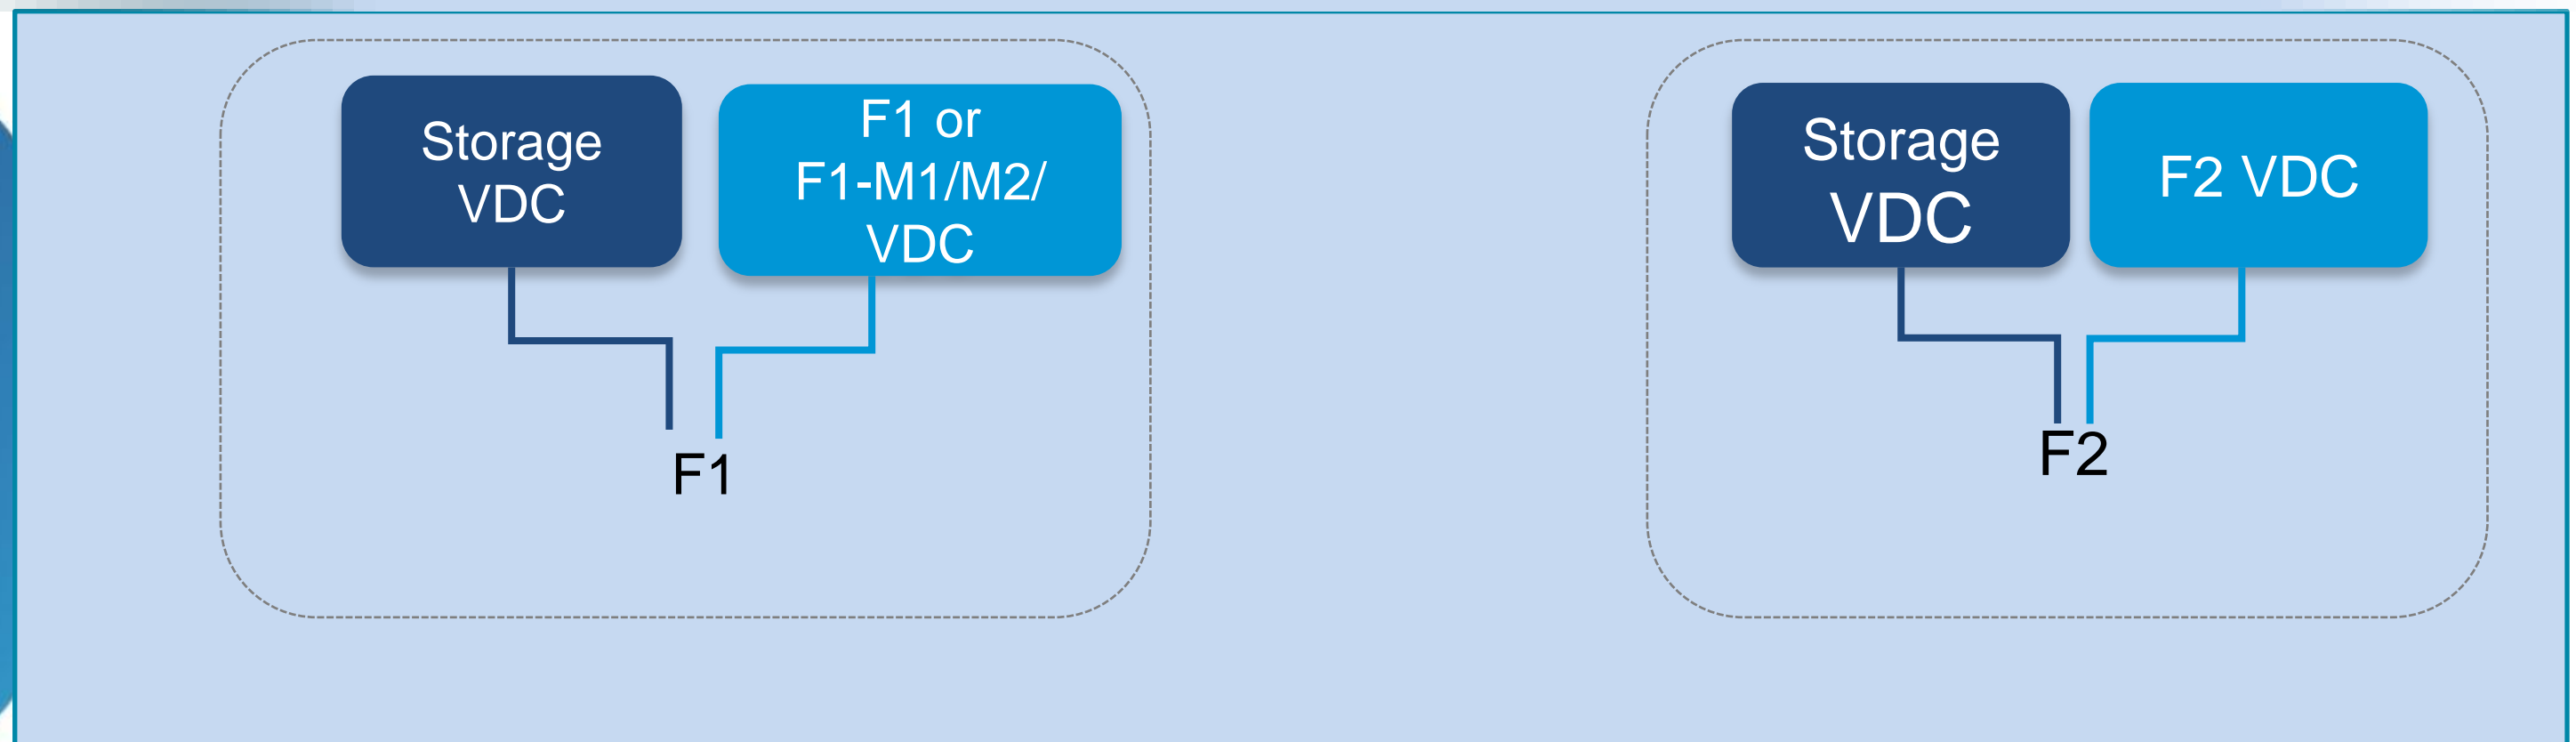 Storage
VDC
F1 or
F1-M1/M2/
VDC
F1
Storage
VDC
F2 VDC
F2